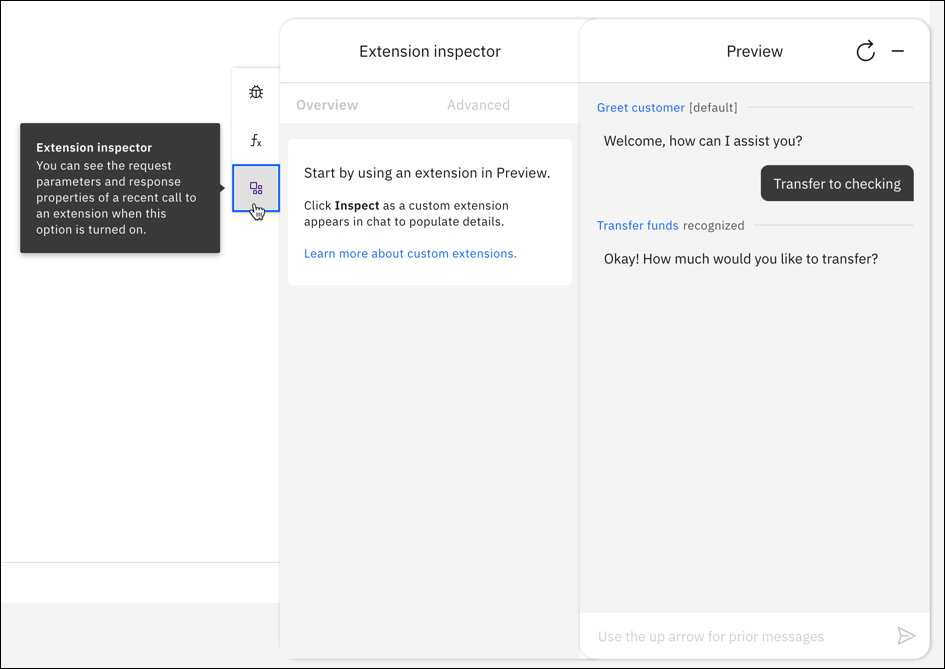 Extension inspector
You can see the request
parameters and response
properties of a recent call to
an extension when this
option is turned on.
fx
Extension inspector
Overview Advanced
Start by using an extension in Preview.
Click Inspect as a custom extension
appears in chat to populate details.
Learn more about custom extensions.
Preview
Greet customer [default]
Welcome, how can I assist you?
Transfer to checking
Transfer funds recognized
Okay! How much would you like to transfer?
Use the up arrow for prior messages